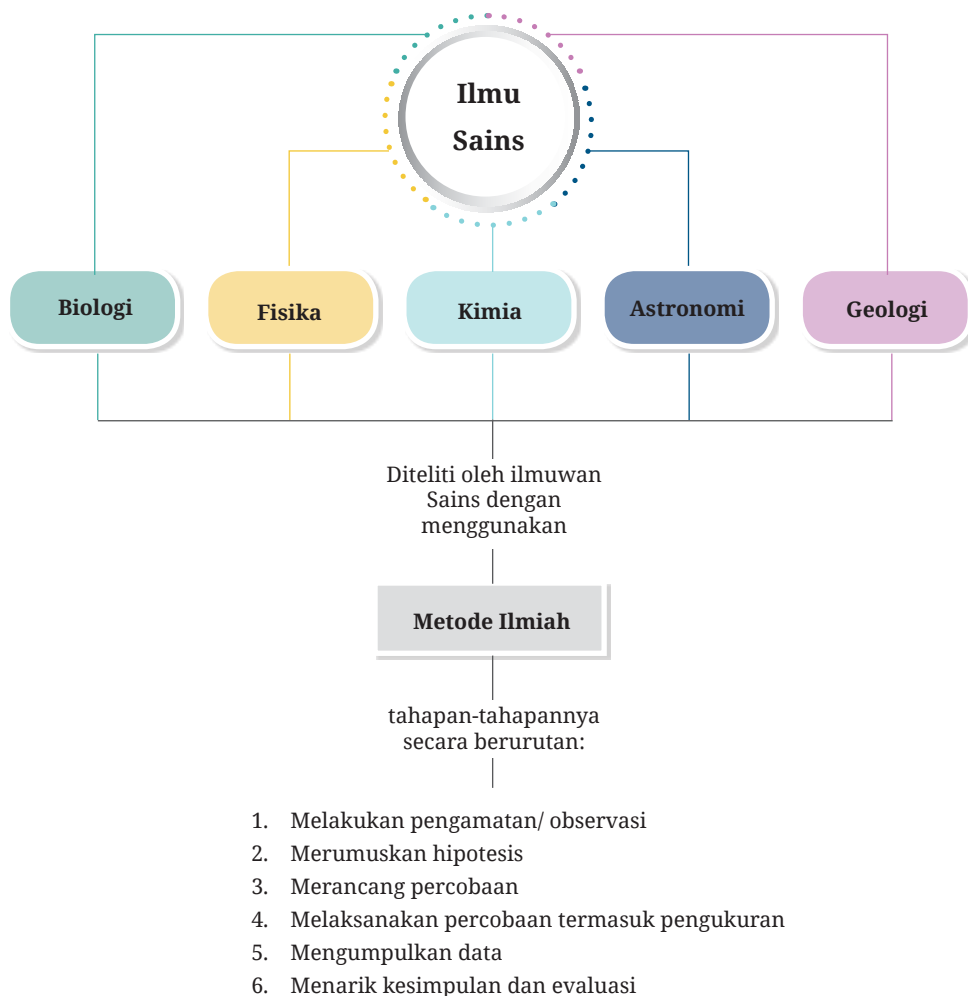 Ilmu
Sains
Biologi
Fisika
Kimia
Astronomi
Geologi
Diteliti oleh ilmuwan
Sains dengan
menggunakan
Metode Ilmiah
tahapan-tahapannya
secara berurutan:
1. Melakukan pengamatan/ observasi
2. Merumuskan hipotesis
3. Merancang percobaan
4. Melaksanakan percobaan termasuk pengukuran
5. Mengumpulkan data
6. Menarik kesimpulan dan evaluasi